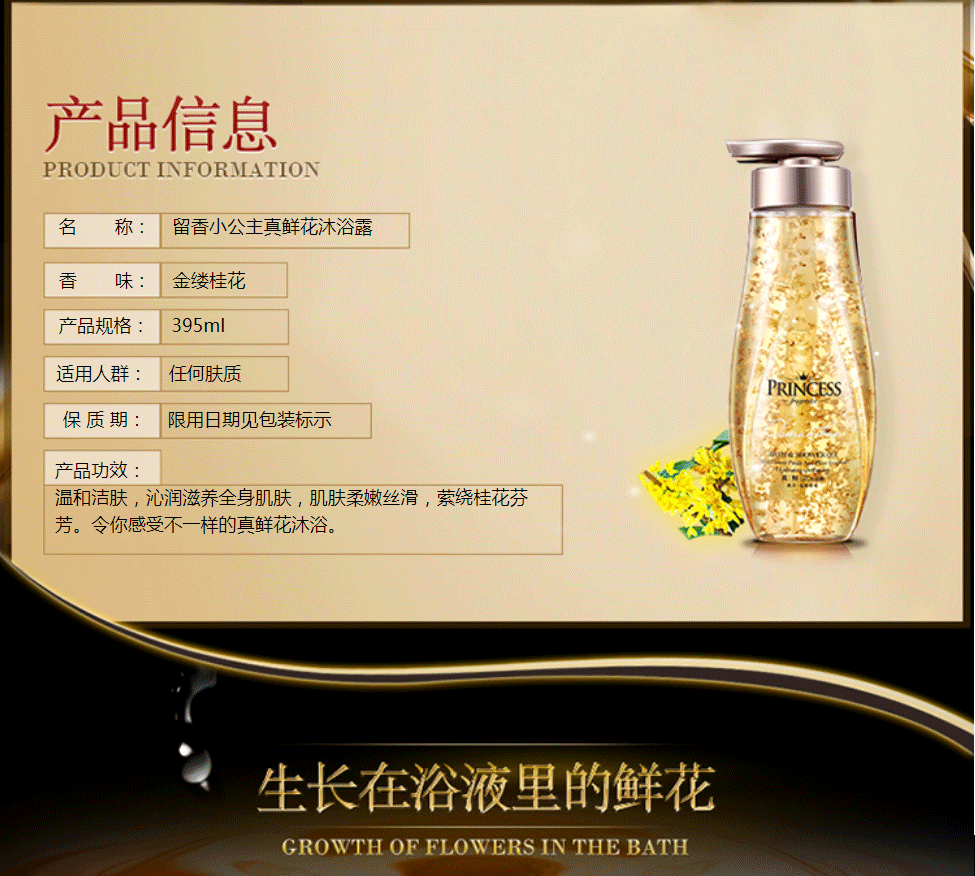 产品信息
PRODUCT INFORMATION
名 称：留香小公主真鲜花沐浴露
香 味：金缕桂花
产品规格：395ml
适用人群：任何肤质
保 质 期：限用日期见包装标示
产品功效：
温和洁肤，沁润滋养全身肌肤，肌肤柔嫩丝滑，萦绕桂花芬
芳。令你感受不一样的真鲜花沐浴。
PRINCESS
生长在浴液里的鲜花
GROWTH OF FLOWERS IN THE BATH